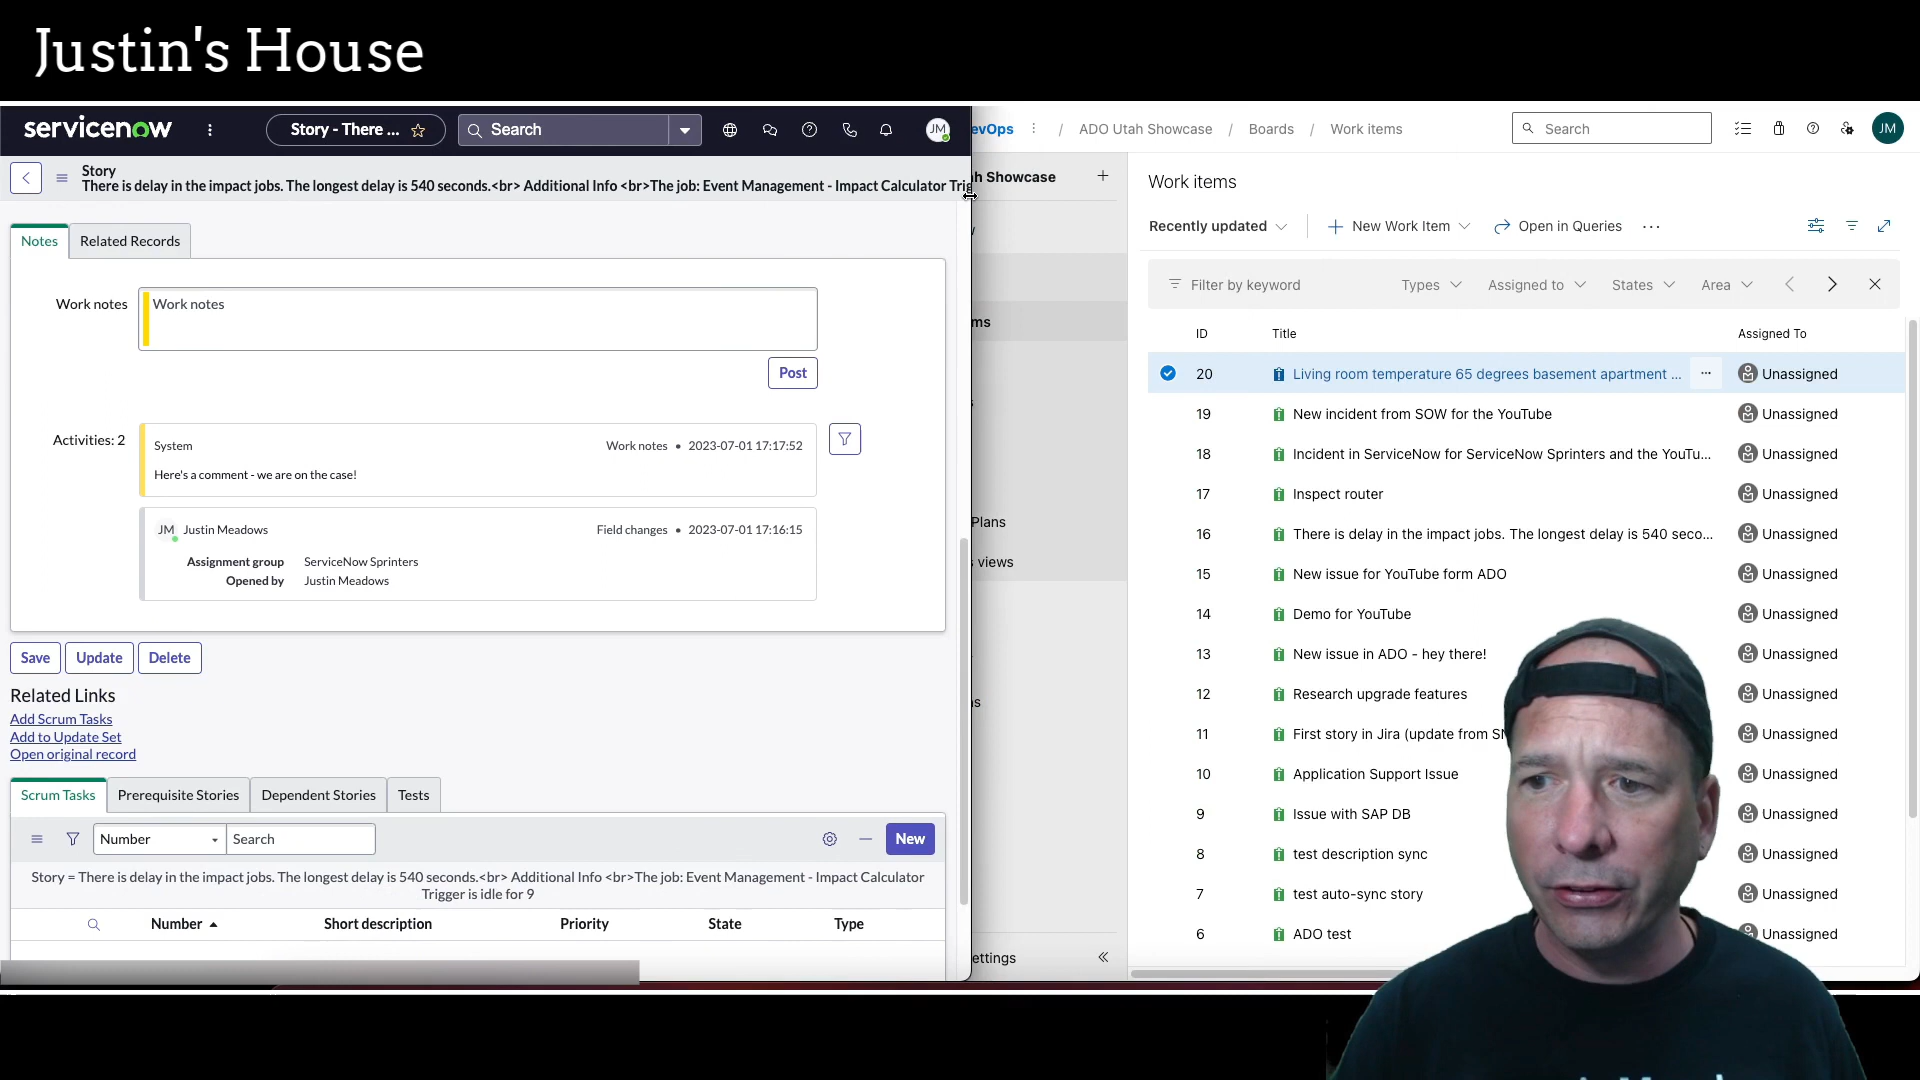 Justin's House
servicenow
Story - There ...
Search
JM
Story
There is delay in the impact jobs. The longest delay is 540 seconds.<br> Additional Info <br>The job: Event Management - Impact Calculator Trig
Notes
Related Records
Work notes
Work notes
Post
Activities: 2
System
Work notes • 2023-07-01 17:17:52
Here's a comment - we are on the case!
JM Justin Meadows
Field changes • 2023-07-01 17:16:15
Assignment group ServiceNow Sprinters
Opened by Justin Meadows
Save
Update
Delete
Related Links
Add Scrum Tasks
Add to Update Set
Open original record
Scrum Tasks
Prerequisite Stories
Dependent Stories
Tests
Number
Search
New
Story = There is delay in the impact jobs. The longest delay is 540 seconds.<br> Additional Info <br>The job: Event Management - Impact Calculator
Trigger is idle for 9
Number
Short description
Priority
State
Type
evOps / ADO Utah Showcase / Boards / Work items
Search
JM
h Showcase
ms
Plans
views
ettings
Work items
Recently updated
New Work Item
Open in Queries
Filter by keyword
Types
Assigned to
States
Area
ID Title Assigned To
20 Living room temperature 65 degrees basement apartment ... Unassigned
19 New incident from SOW for the YouTube Unassigned
18 Incident in ServiceNow for ServiceNow Sprinters and the YouTu... Unassigned
17 Inspect router Unassigned
16 There is delay in the impact jobs. The longest delay is 540 seco... Unassigned
15 New issue for YouTube form ADO Unassigned
14 Demo for YouTube Unassigned
13 New issue in ADO - hey there! Unassigned
12 Research upgrade features Unassigned
11 First story in Jira (update from SN Unassigned
10 Application Support Issue Unassigned
9 Issue with SAP DB Unassigned
8 test description sync Unassigned
7 test auto-sync story Unassigned
6 ADO test Unassigned